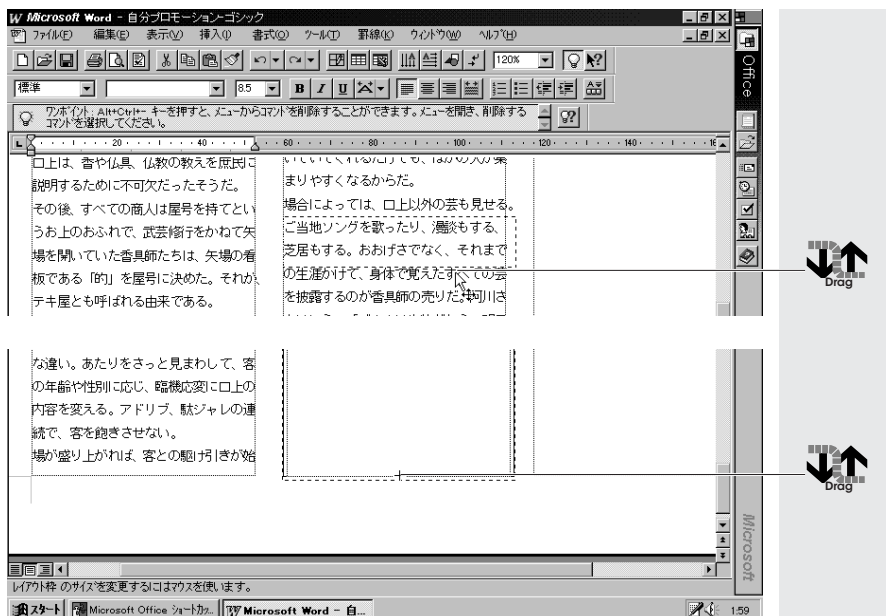 Microsoft Word - 自分プロモーション-ゴシック
ファイル(F) 編集(E) 表示(V) 挿入(I) 書式(O) ツール(T) 罫線(K) ウィンドウ(W) ヘルプ(H)
120%
標準 8.5 B I U
ワンポイント: Alt+Ctrl+- キーを押すと、メニューからコマンドを削除することができます。メニューを開き、削除する
コマンドを選択してください。
20 40 60 80 100 120 140 16
口上は、香や仏具、仏教の教えを庶民に
説明するために不可欠だったそうだ。
その後、すべての商人は屋号を持てとい
うお上のおふれで、武芸修行をかねて矢
場を開いていた香具師たちは、矢場の看
板である「的」を屋号に決めた。それが、
テキ屋とも呼ばれる由来である。
まりやすくなるからだ。
場合によっては、口上以外の芸も見せる。
ご当地ソングを歌ったり、漫談もする、
芝居もする。おおげさでなく、それまで
の生涯かけて、身体で覚えたすべての芸
を披露するのが香具師の売りだ。坷川さ
な違い。あたりをさっと見まわして、客
の年齢や性別に応じ、臨機応変に口上の
内容を変える。アドリブ、駄ジャレの連
続で、客を飽きさせない。
場が盛り上がれば、客との駆け引きが始
レイアウト枠 のサイズを変更するにはマウスを使います。
スタート Microsoft Office ショートカッ... Microsoft Word - 自... 1:59
Office
Microsoft
Drag
Drag